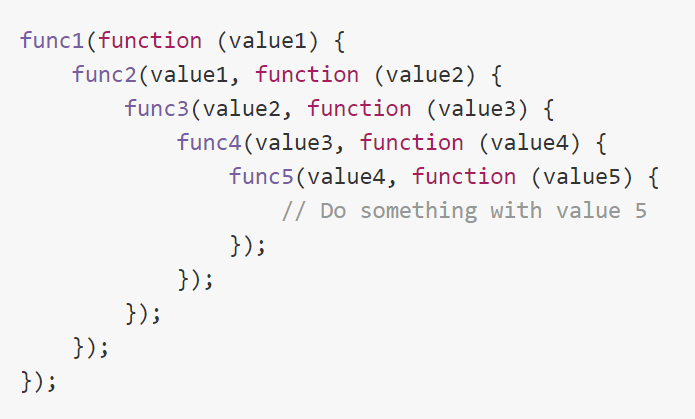 func1(function (value1) {
    func2(value1, function (value2) {
        func3(value2, function (value3) {
            func4(value3, function (value4) {
                func5(value4, function (value5) {
                    // Do something with value 5
                });
            });
        });
    });
});